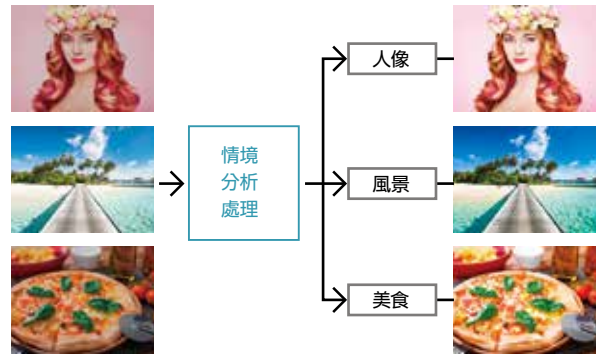 情境
分析
處理
人像
風景
美食